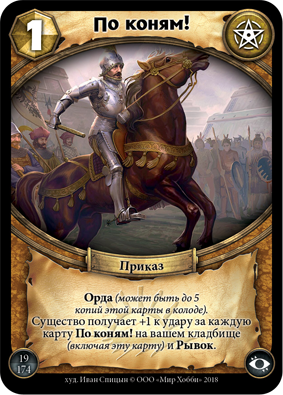 По коням!
1
Приказ
Орда (может быть до 5
копий этой карты в колоде).
Существо получает +1 к удару за каждую
карту По коням! на вашем кладбище
(включая эту карту) и Рывок.
19
174
худ. Иван Спицын © ООО «Мир Хобби» 2018